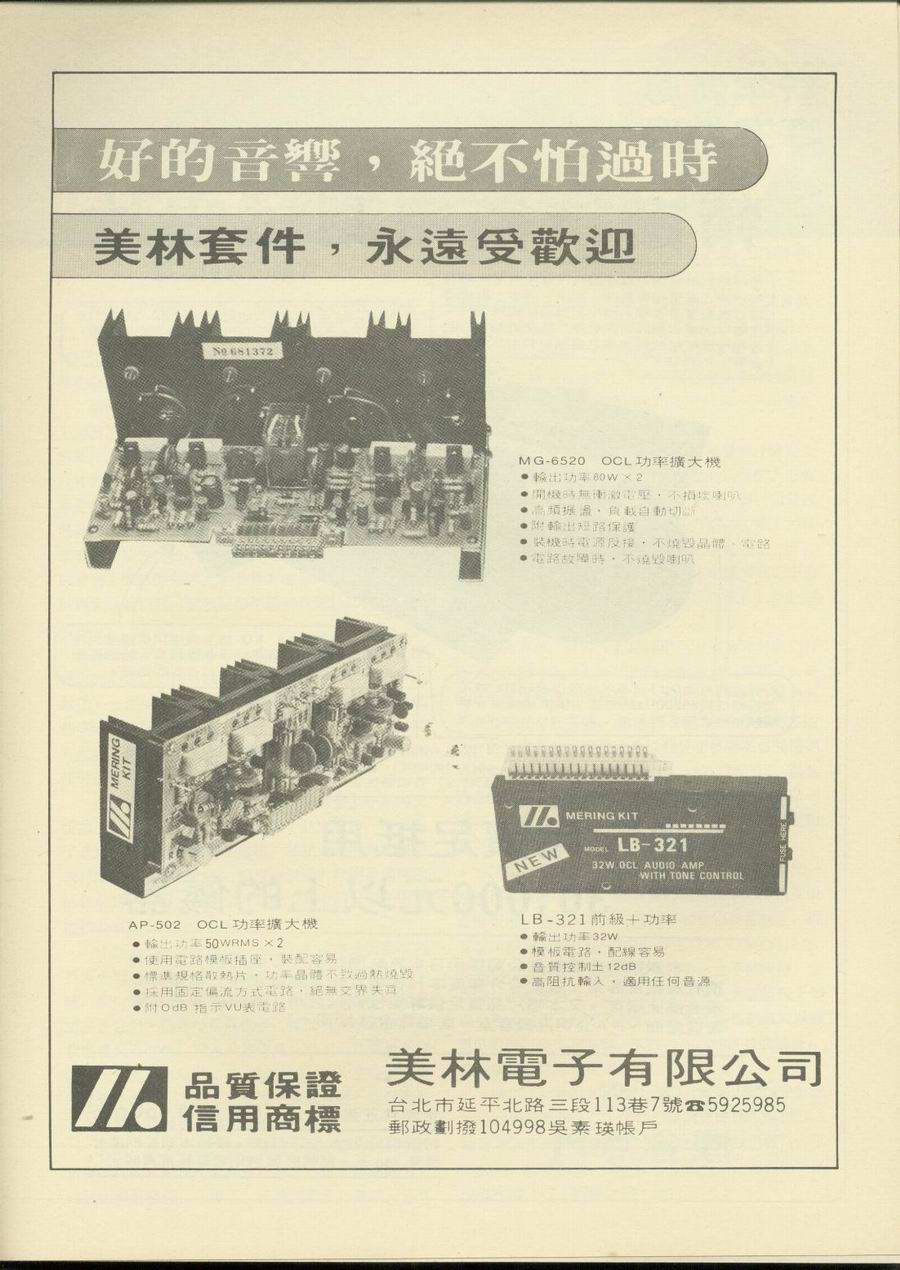 好的音響，絕不怕過時
美林套件，永遠受歡迎
№ 681372
MG-6520 OCL功率擴大機
●輸出功率80W×2
●開機時無衝激電壓，不損壞喇叭
●高頻振盪、負載自動切斷
●附輸出短路保護
●裝機時電源反接，不燒毀晶體、電路
●電路故障時，不燒毀喇叭
MERING
KIT
MERING KIT
MODEL LB-321
NEW
32W.OCL AUDIO AMP
WITH TONE CONTROL
FUSE HERE
AP-502 OCL功率擴大機
●輸出功率50WRMS×2
●使用電路模板插座，裝配容易
●標準規格散熱片，功率晶體不致過熱燒毀
●採用固定偏流方式電路，絕無交界失真
●附0dB 指示VU表電路
LB-321前級＋功率
●輸出功率32W
●模板電路，配線容易
●音質控制±12dB
●高阻抗輸入，適用任何音源
品質保證
信用商標
美林電子有限公司
台北市延平北路三段113巷7號☎5925985
郵政劃撥104998吳素瑛帳戶